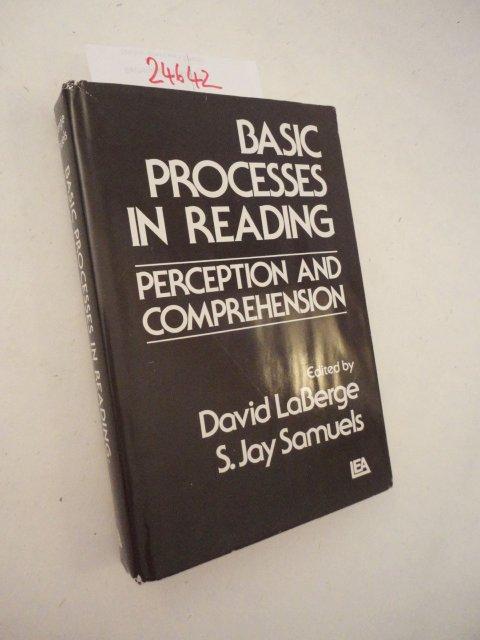 24642
BASIC
PROCESSES
IN READING
PERCEPTION AND
COMPREHENSION
Edited by
David LaBerge
S. Jay Samuels
LEA
BASIC PROCESSES IN READING